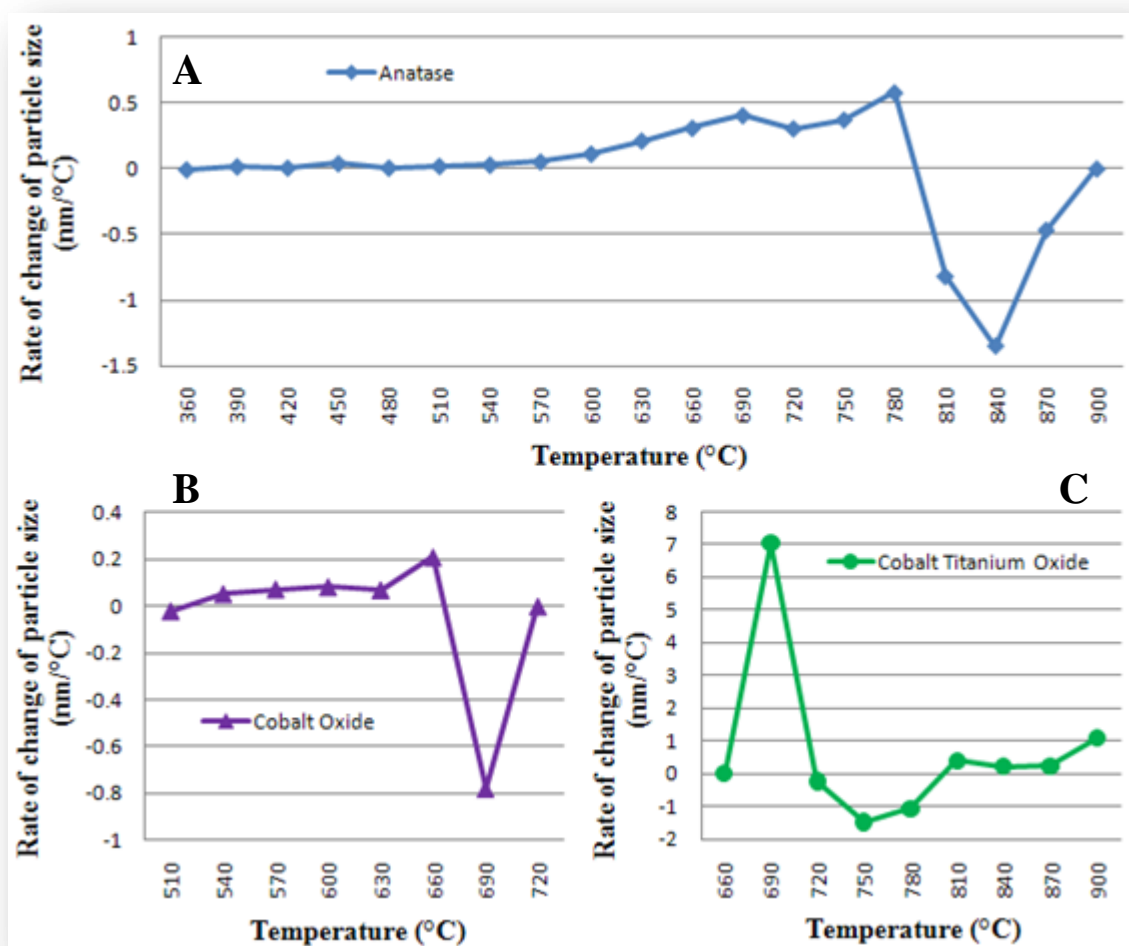 A
Anatase
Rate of change of particle size
(nm/°C)
1
0.5
0
-0.5
-1
-1.5
360 390 420 450 480 510 540 570 600 630 660 690 720 750 780 810 840 870 900
Temperature (°C)
B
Cobalt Oxide
Rate of change of particle size
(nm/°C)
0.4
0.2
0
-0.2
-0.4
-0.6
-0.8
-1
510 540 570 600 630 660 690 720
Temperature (°C)
C
Cobalt Titanium Oxide
Rate of change of particle size
(nm/°C)
8
7
6
5
4
3
2
1
0
-1
-2
660 690 720 750 780 810 840 870 900
Temperature (°C)